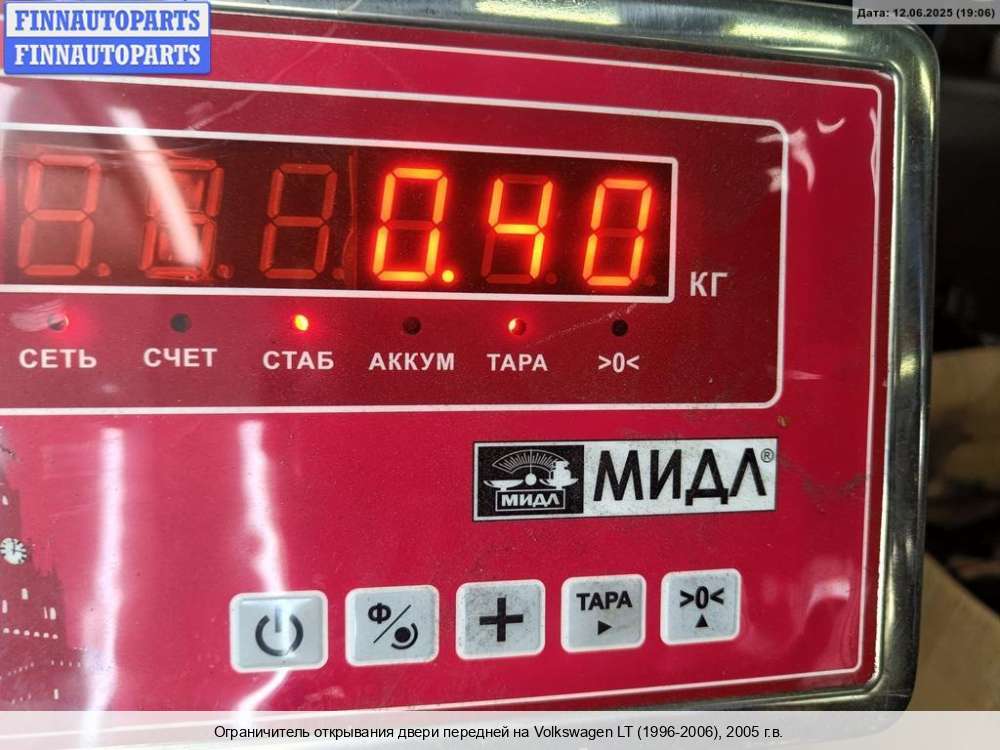 FINNAUTOPARTS
FINNAUTOPARTS
Дата: 12.06.2025 (19:06)
0.40
КГ
СЕТЬ СЧЕТ СТАБ АККУМ ТАРА >0<
МИДЛ
МИДЛ®
Ф ТАРА >0<
Ограничитель открывания двери передней на Volkswagen LT (1996-2006), 2005 г.в.